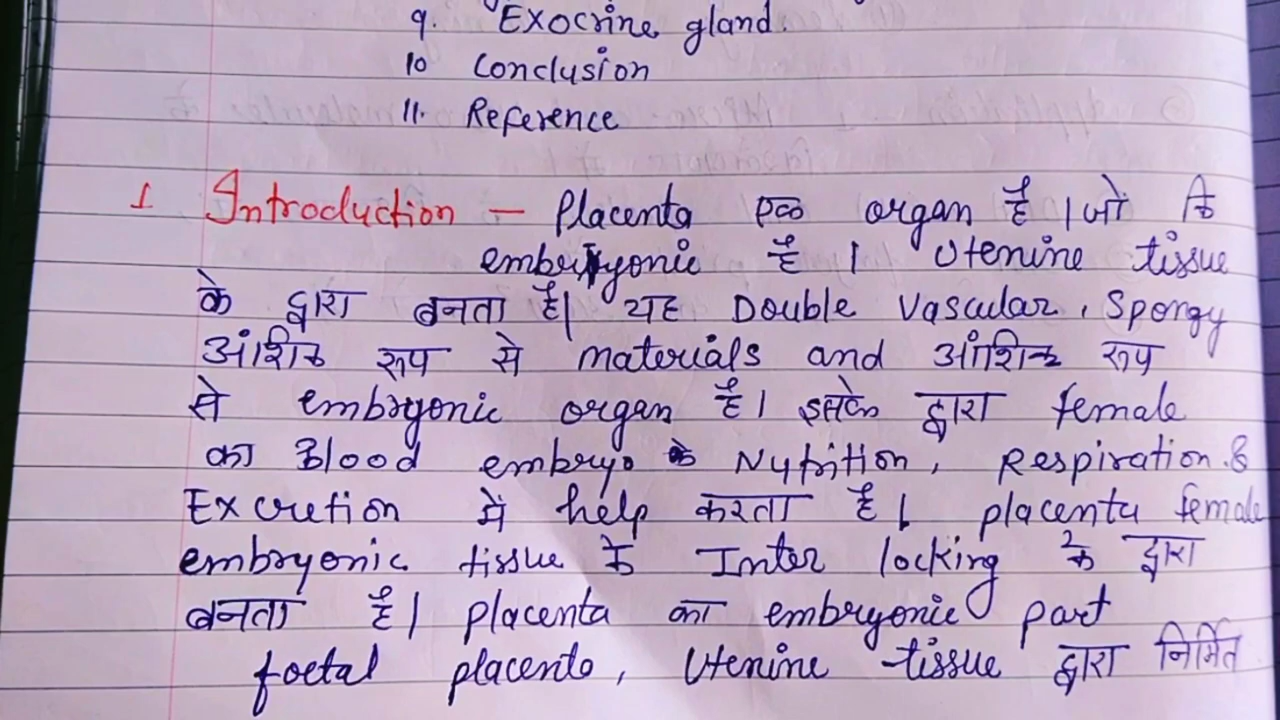 9. Exocrine gland.
10 Conclusion
11. Reference
1 Introduction – Placenta एक organ है। जो कि
embryonic है। Utenine tissue
के द्वारा बनता है। यह Double Vascular, Spongy
आंशिक रूप से materials and आंशिक रूप
से embryonic organ है। इसके द्वारा female
का Blood embryo के Nutrition, Respiration &
Excretion में help करता है। placenta female
embryonic tissue के Inter locking के द्वारा
बनता है। placenta का embryonic part
foetal placenta, Utenine tissue द्वारा निर्मित